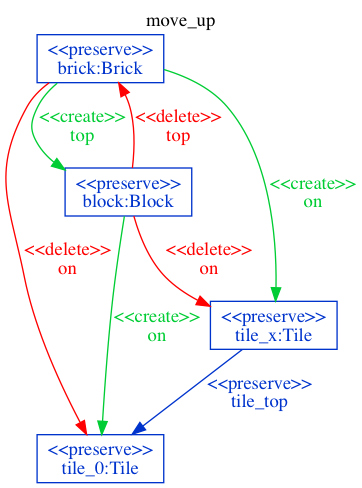 move_up
<<preserve>>
brick:Brick
<<create>>
top
<<delete>>
top
<<preserve>>
block:Block
<<create>>
on
<<delete>>
on
<<delete>>
on
<<create>>
on
<<preserve>>
tile_x:Tile
<<preserve>>
tile_top
<<preserve>>
tile_0:Tile